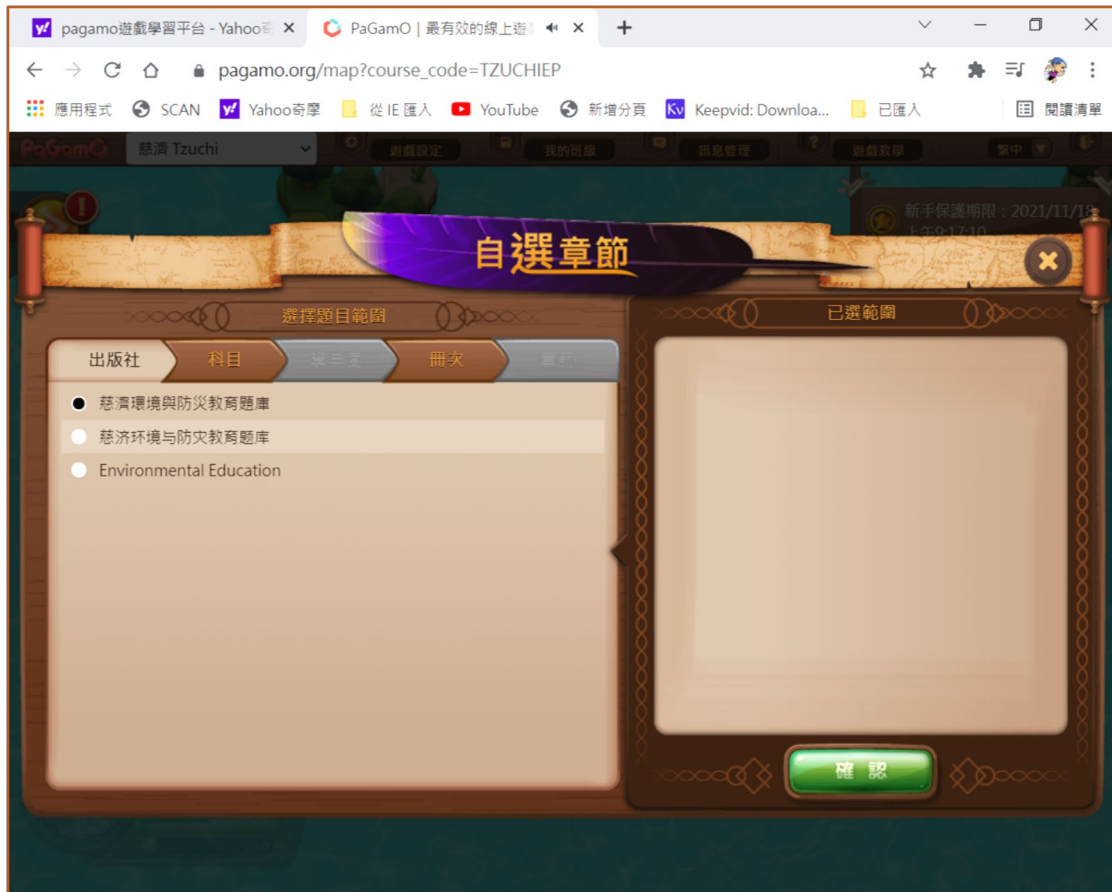 pagamo遊戲學習平台 - Yahoo奇
PaGamO | 最有效的線上遊
pagamo.org/map?course_code=TZUCHIEP
應用程式 SCAN Yahoo奇摩 從 IE 匯入 YouTube 新增分頁 Keepvid: Downloa... 已匯入 閱讀清單
PaGamO 慈濟 Tzuchi 遊戲設定 我的班級 訊息管理 遊戲教學 繁中
新手保護期限：2021/11/18
上午9:17:10
自選章節
選擇題目範圍
已選範圍
出版社 科目 冊次
慈濟環境與防災教育題庫
慈济环境与防灾教育题库
Environmental Education
確認